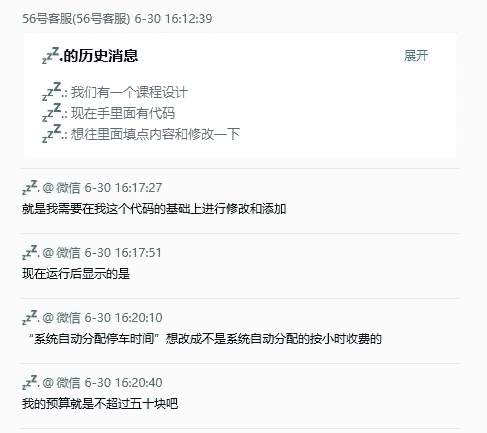 56号客服(56号客服) 6-30 16:12:39
zzZ.的历史消息 展开
zzZ.: 我们有一个课程设计
zzZ.: 现在手里面有代码
zzZ.: 想往里面填点内容和修改一下
zzZ. @ 微信 6-30 16:17:27
就是我需要在我这个代码的基础上进行修改和添加
zzZ. @ 微信 6-30 16:17:51
现在运行后显示的是
zzZ. @ 微信 6-30 16:20:10
“系统自动分配停车时间”想改成不是系统自动分配的按小时收费的
zzZ. @ 微信 6-30 16:20:40
我的预算就是不超过五十块吧